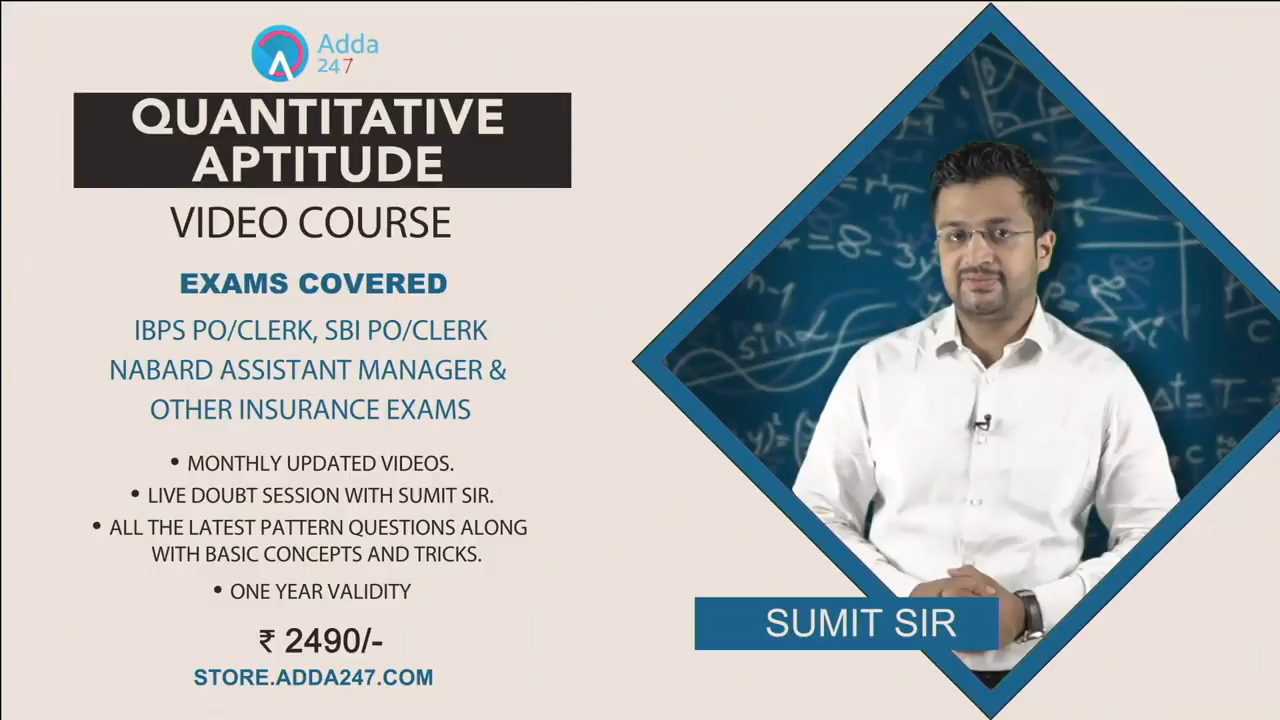 Adda
247
QUANTITATIVE
APTITUDE
VIDEO COURSE
EXAMS COVERED
IBPS PO/CLERK, SBI PO/CLERK
NABARD ASSISTANT MANAGER &
OTHER INSURANCE EXAMS
• MONTHLY UPDATED VIDEOS.
• LIVE DOUBT SESSION WITH SUMIT SIR.
• ALL THE LATEST PATTERN QUESTIONS ALONG
WITH BASIC CONCEPTS AND TRICKS.
• ONE YEAR VALIDITY
₹ 2490/-
STORE.ADDA247.COM
sinα
SUMIT SIR